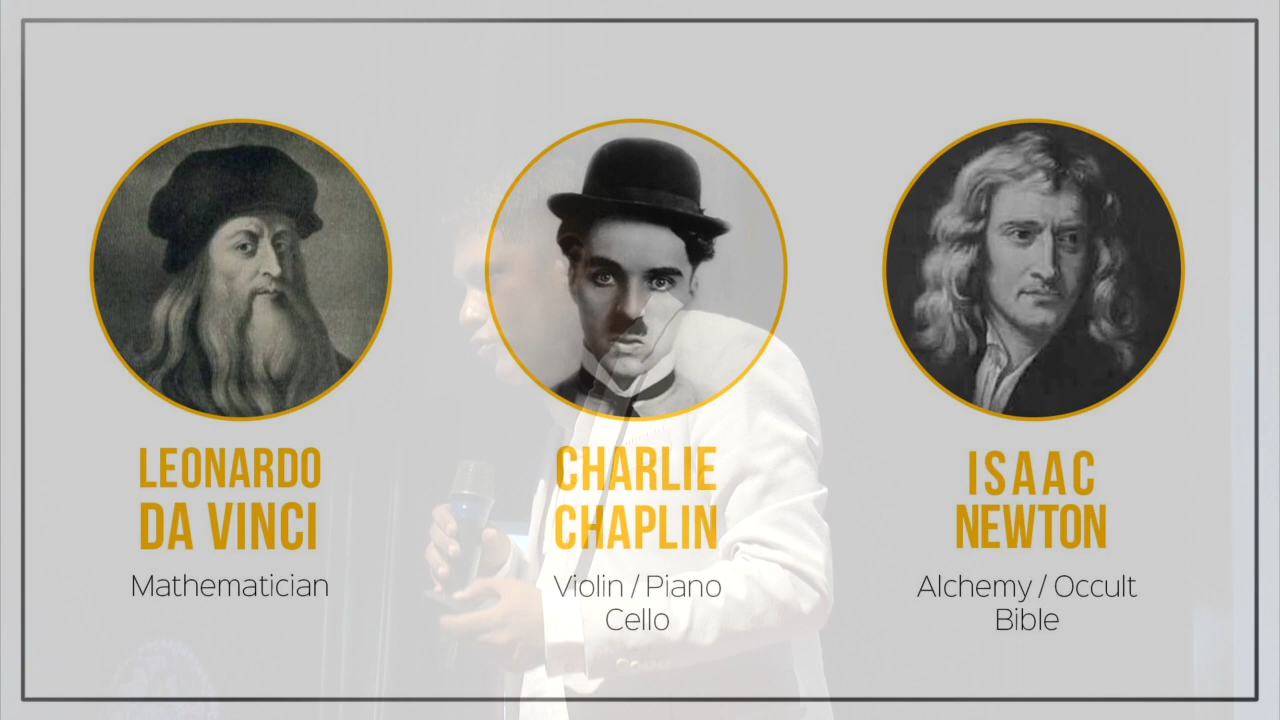 LEONARDO
DA VINCI
Mathematician
CHARLIE
CHAPLIN
Violin / Piano
Cello
ISAAC
NEWTON
Alchemy / Occult
Bible